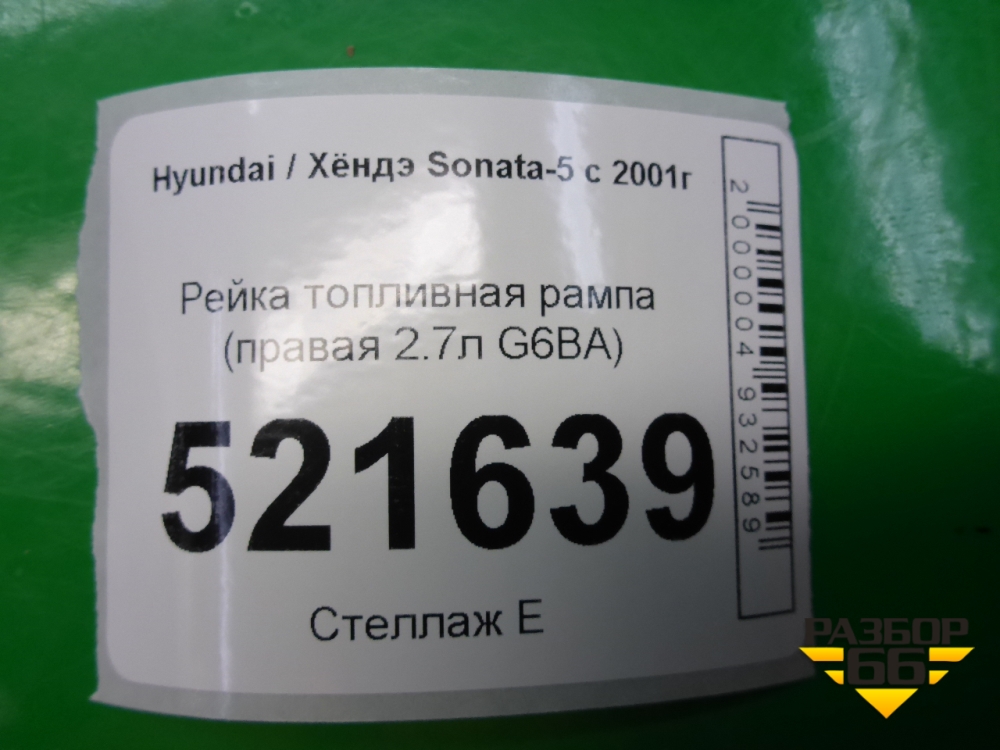 Hyundai / Хёндэ Sonata-5 с 2001г
Рейка топливная рампа
(правая 2.7л G6BA)
521639
Стеллаж Е
2000004932589
РАЗБОР
66